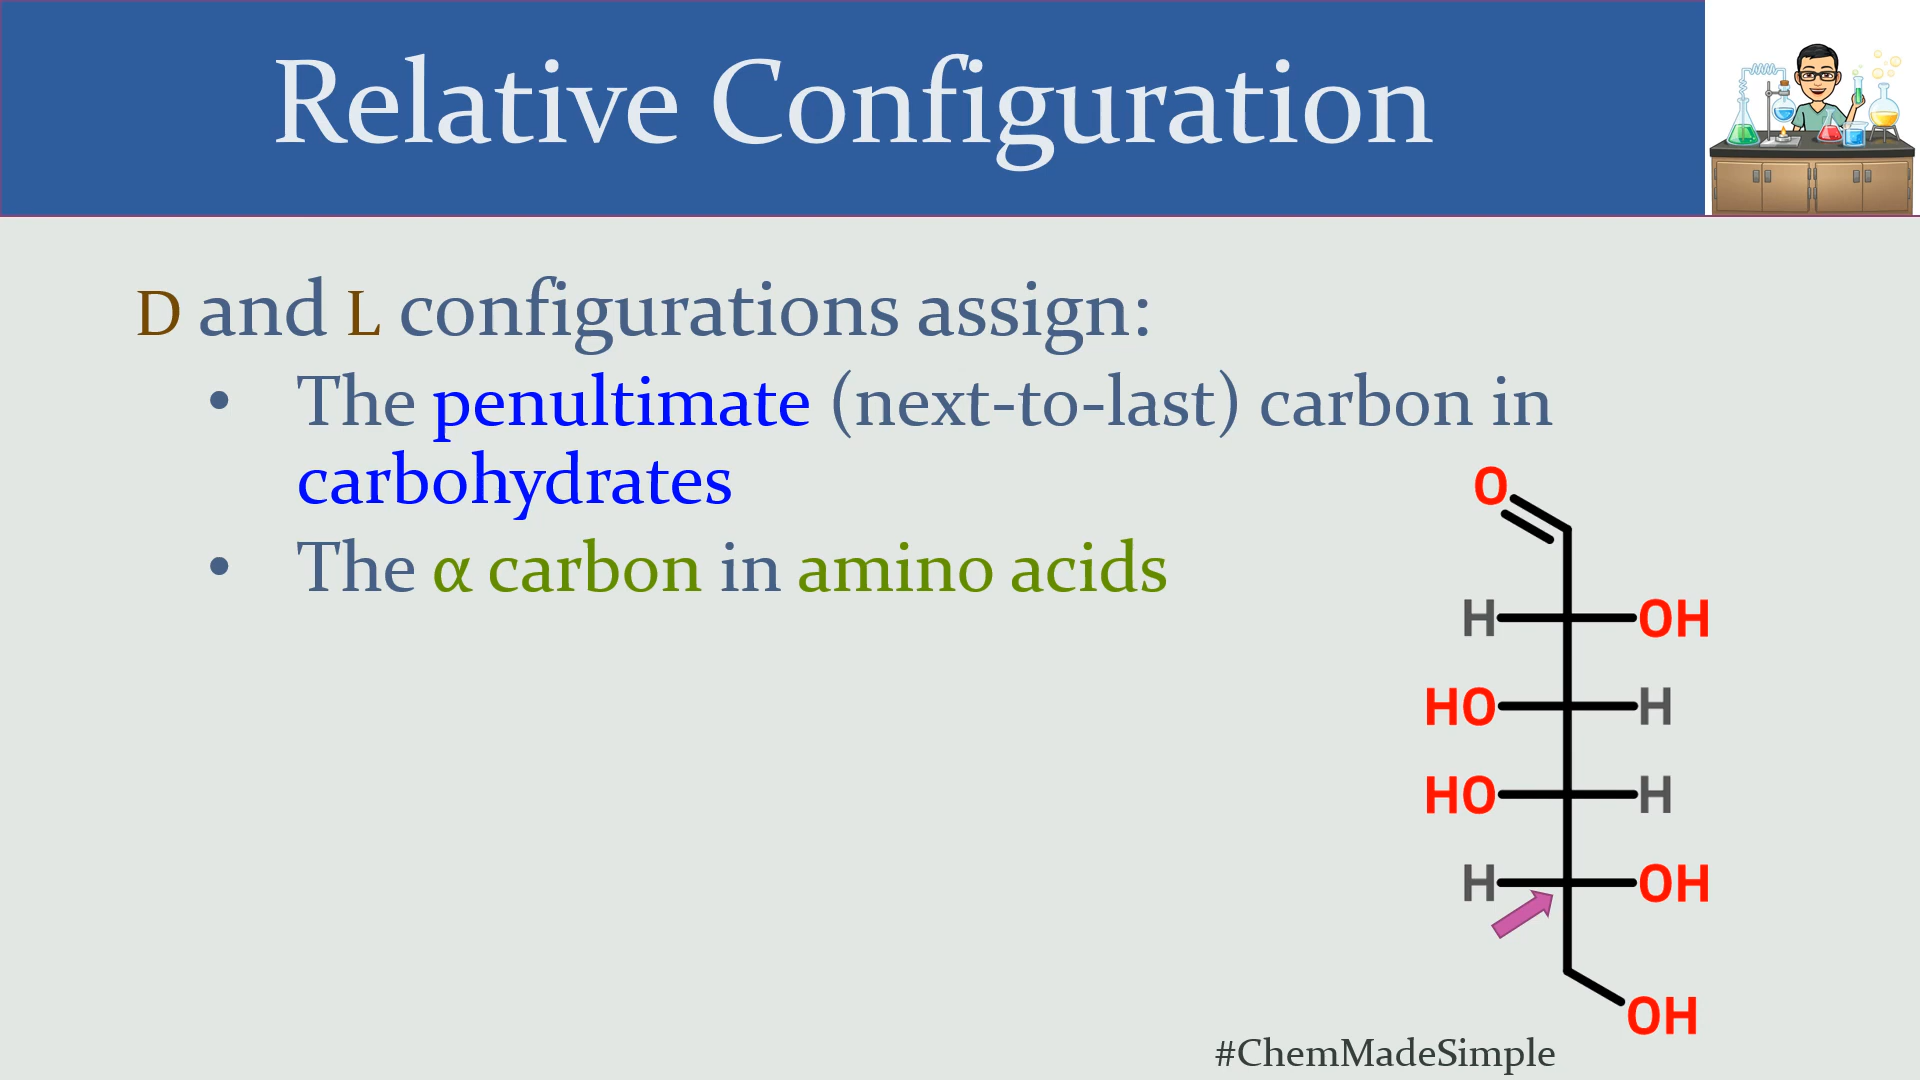 Relative Configuration
D and L configurations assign:
• The penultimate (next-to-last) carbon in
carbohydrates
• The α carbon in amino acids
O
H OH
HO H
HO H
H OH
OH
#ChemMadeSimple